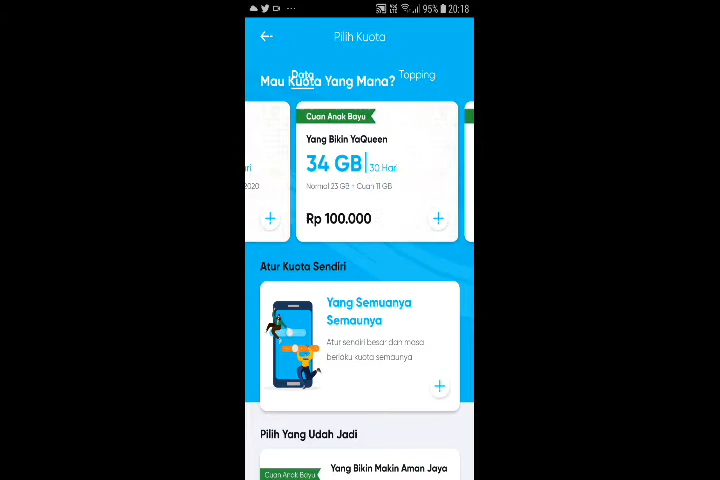 95% 20:18
Pilih Kuota
Data Topping
Mau Kuota Yang Mana?
Cuan Anak Bayu
Yang Bikin YaQueen
34 GB 30 Hari
Normal 23 GB + Cuan 11 GB
2020
Rp 100.000
Atur Kuota Sendiri
Yang Semuanya
Semaunya
Atur sendiri besar dan masa
berlaku kuota semaunya
Pilih Yang Udah Jadi
Yang Bikin Makin Aman Jaya
Cuan Anak Bayu